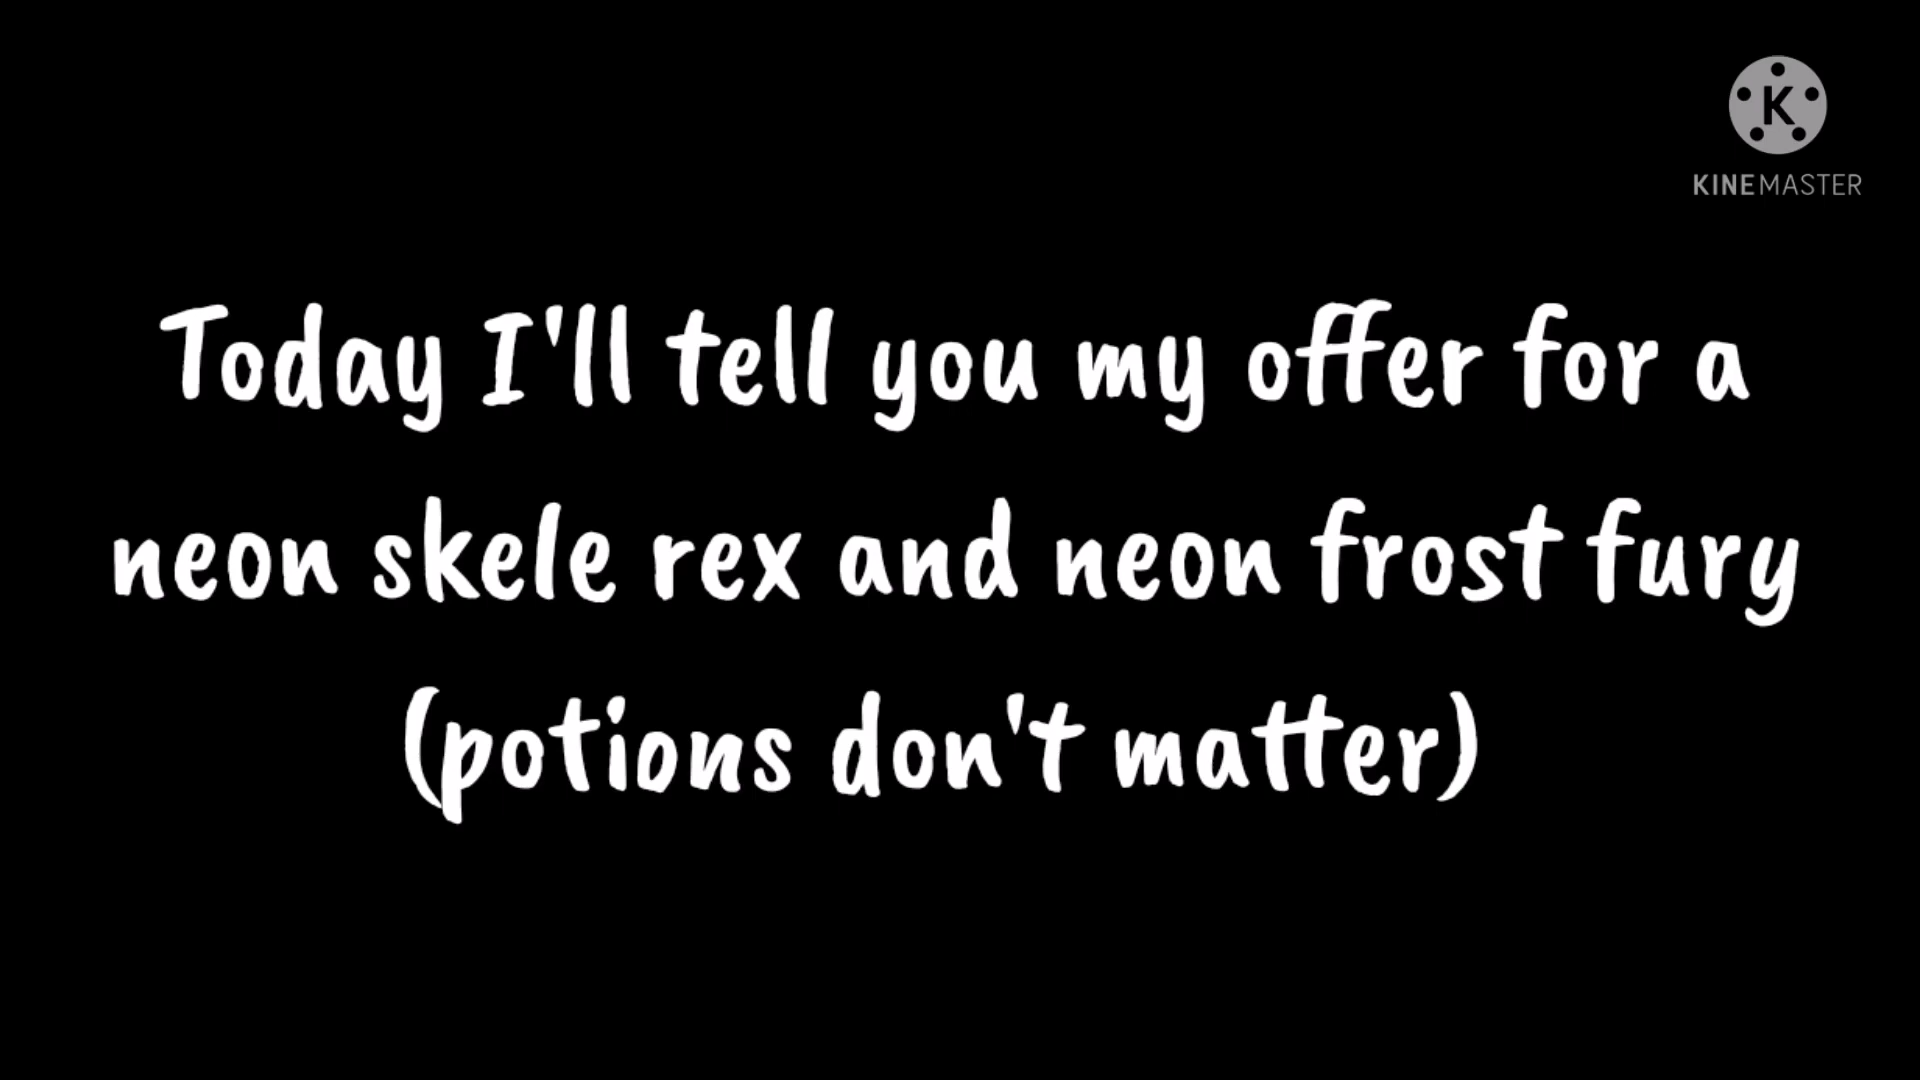 K
KINEMASTER
Today I'll tell you my offer for a
neon skele rex and neon frost fury
(potions don't matter)